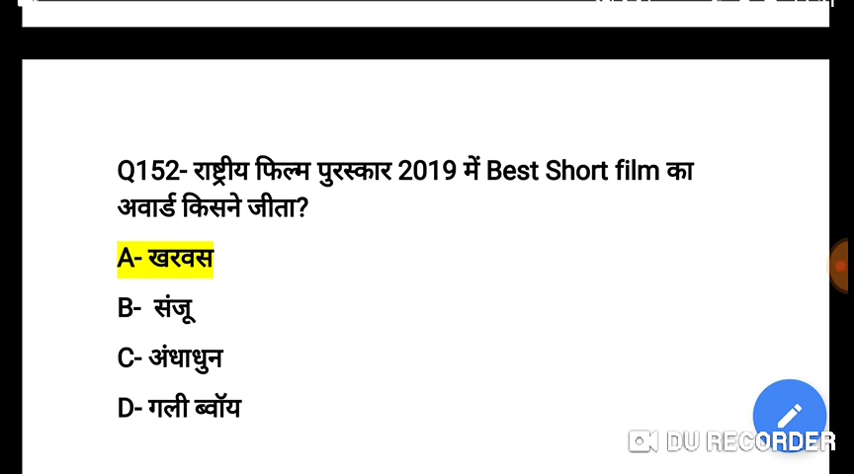 Q152- राष्ट्रीय फिल्म पुरस्कार 2019 में Best Short film का
अवार्ड किसने जीता?
A- खरवस
B- संजू
C- अंधाधुन
D- गली ब्वॉय
DU RECORDER